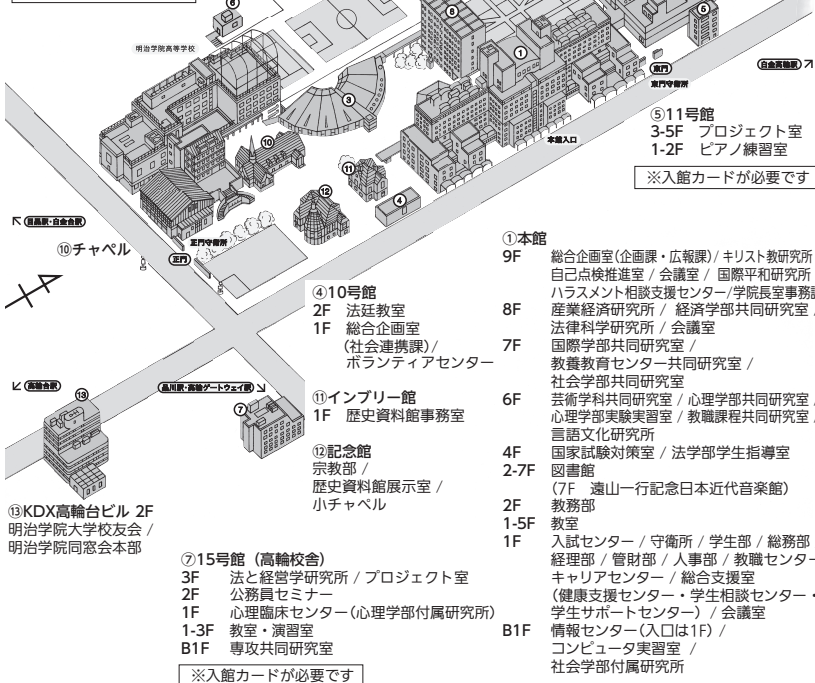 ⑥
明治学院高等学校
⑧
①
⑤
③
⑩
⑪
⑫
④
東門
東門守衛所
白金高輪駅
本館入口
⑤11号館
3-5F プロジェクト室
1-2F ピアノ練習室
※入館カードが必要です
目黒駅・白金台駅
⑩チャペル
正門守衛所
正門
高輪台駅
⑬
品川駅・高輪ゲートウェイ駅
⑦
④10号館
2F 法廷教室
1F 総合企画室
(社会連携課)/
ボランティアセンター
⑪インブリー館
1F 歴史資料館事務室
⑫記念館
宗教部 /
歴史資料館展示室 /
小チャペル
⑬KDX高輪台ビル 2F
明治学院大学校友会 /
明治学院同窓会本部
⑦15号館(高輪校舎)
3F 法と経営学研究所 / プロジェクト室
2F 公務員セミナー
1F 心理臨床センター(心理学部付属研究所)
1-3F 教室・演習室
B1F 専攻共同研究室
※入館カードが必要です
①本館
9F 総合企画室(企画課・広報課)/ キリスト教研究所
自己点検推進室 / 会議室 / 国際平和研究所
ハラスメント相談支援センター/学院長室事務課
8F 産業経済研究所 / 経済学部共同研究室 /
法律科学研究所 / 会議室
7F 国際学部共同研究室 /
教養教育センター共同研究室 /
社会学部共同研究室
6F 芸術学科共同研究室 / 心理学部共同研究室 /
心理学部実験実習室 / 教職課程共同研究室 /
言語文化研究所
4F 国家試験対策室 / 法学部学生指導室
2-7F 図書館
(7F 遠山一行記念日本近代音楽館)
2F 教務部
1-5F 教室
1F 入試センター / 守衛所 / 学生部 / 総務部
経理部 / 管財部 / 人事部 / 教職センター
キャリアセンター / 総合支援室
(健康支援センター・学生相談センター・
学生サポートセンター) / 会議室
B1F 情報センター(入口は1F) /
コンピュータ実習室 /
社会学部付属研究所